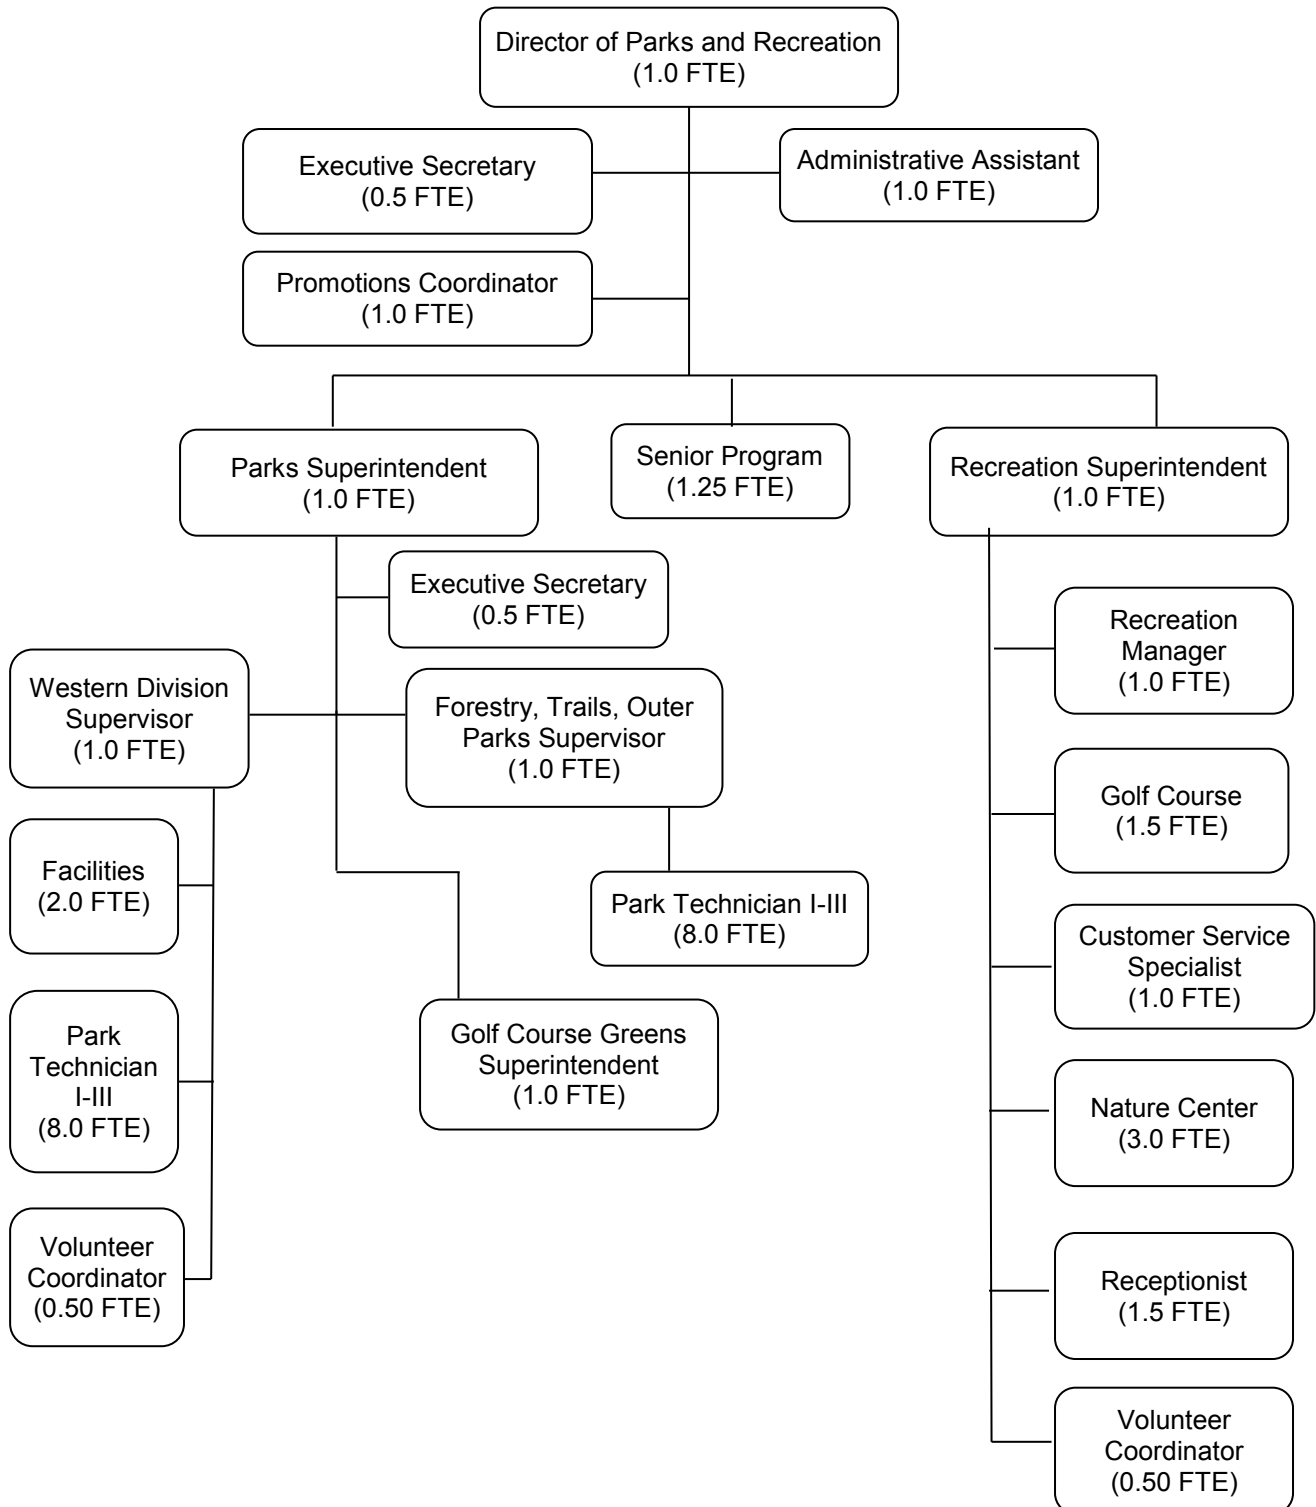 Director of Parks and Recreation
(1.0 FTE)
Executive Secretary
(0.5 FTE)
Administrative Assistant
(1.0 FTE)
Promotions Coordinator
(1.0 FTE)
Parks Superintendent
(1.0 FTE)
Senior Program
(1.25 FTE)
Recreation Superintendent
(1.0 FTE)
Executive Secretary
(0.5 FTE)
Western Division
Supervisor
(1.0 FTE)
Forestry, Trails, Outer
Parks Supervisor
(1.0 FTE)
Facilities
(2.0 FTE)
Park
Technician
I-III
(8.0 FTE)
Volunteer
Coordinator
(0.50 FTE)
Park Technician I-III
(8.0 FTE)
Golf Course Greens
Superintendent
(1.0 FTE)
Recreation
Manager
(1.0 FTE)
Golf Course
(1.5 FTE)
Customer Service
Specialist
(1.0 FTE)
Nature Center
(3.0 FTE)
Receptionist
(1.5 FTE)
Volunteer
Coordinator
(0.50 FTE)